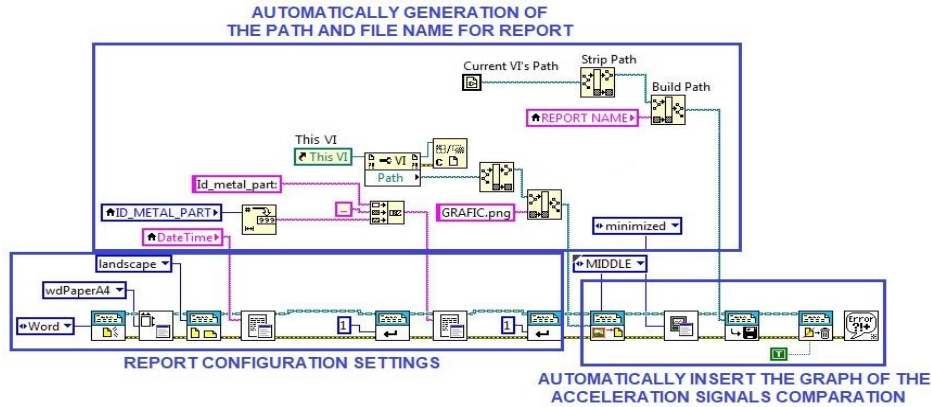 AUTOMATICALLY GENERATION OF
THE PATH AND FILE NAME FOR REPORT
Current VI's Path
Strip Path
Build Path
REPORT NAME
This VI
This VI
VI
Path
C
Id_metal_part:
ID_METAL_PART
DateTime
GRAFIC.png
minimized
landscape
MIDDLE
wdPaperA4
Word
1
1
T
Error
?!+
REPORT CONFIGURATION SETTINGS
AUTOMATICALLY INSERT THE GRAPH OF THE
ACCELERATION SIGNALS COMPARATION